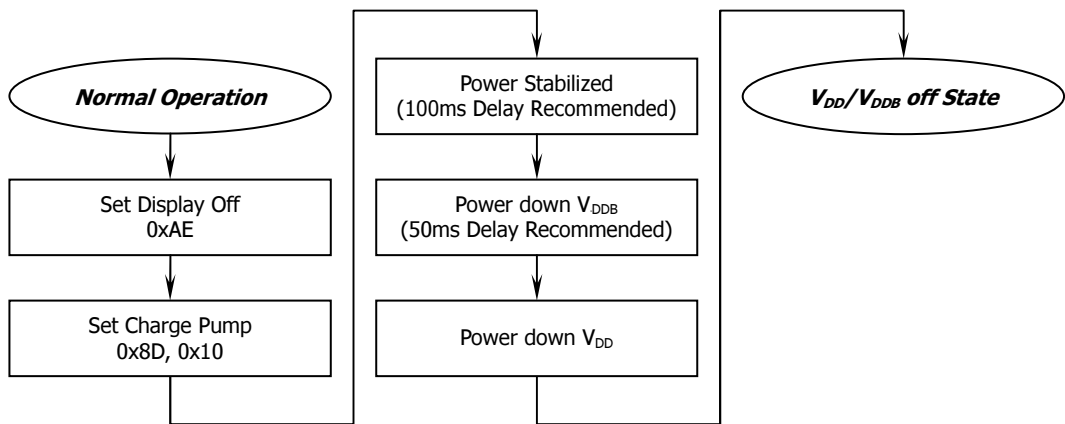 Normal Operation
Set Display Off
0xAE
Set Charge Pump
0x8D, 0x10
Power Stabilized
(100ms Delay Recommended)
Power down VDDB
(50ms Delay Recommended)
Power down VDD
VDD/VDDB off State